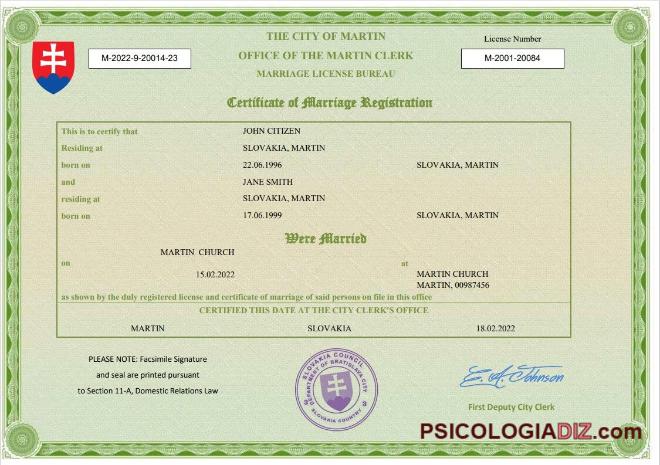 THE CITY OF MARTIN
License Number
M-2022-9-20014-23
OFFICE OF THE MARTIN CLERK
M-2001-20084
MARRIAGE LICENSE BUREAU
Certificate of Marriage Registration
This is to certify that JOHN CITIZEN
Residing at SLOVAKIA, MARTIN
born on 22.06.1996 SLOVAKIA, MARTIN
and JANE SMITH
residing at SLOVAKIA, MARTIN
born on 17.06.1999 SLOVAKIA, MARTIN
Were Married
MARTIN CHURCH
on at
15.02.2022 MARTIN CHURCH
MARTIN, 00987456
as shown by the duly registered license and certificate of marriage of said persons on file in this office
CERTIFIED THIS DATE AT THE CITY CLERK'S OFFICE
MARTIN SLOVAKIA 18.02.2022
PLEASE NOTE: Facsimile Signature
and seal are printed pursuant
to Section 11-A, Domestic Relations Law
SLOVAKIA COUNCIL
DEPARTMENT OF BRATISLAVA CITY
SLOVAKIA COUNTRY
E. A. Johnson
First Deputy City Clerk
PSICOLOGIADIZ.com